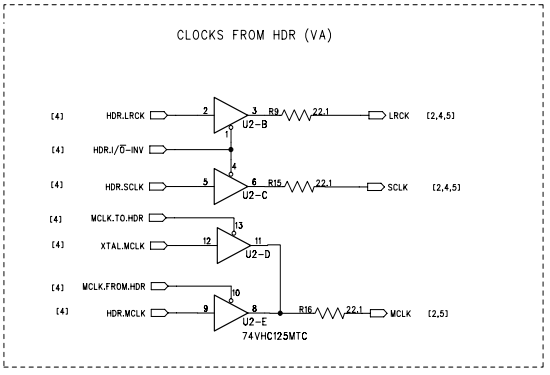 CLOCKS FROM HDR (VA)
[4] HDR.LRCK 2 3 R9 22.1 LRCK [2,4,5]
1 U2-B
[4] HDR.I/O-INV
4
[4] HDR.SCLK 5 6 R15 22.1 SCLK [2,4,5]
U2-C
[4] MCLK.TO.HDR
13
[4] XTAL.MCLK 12 11
U2-D
[4] MCLK.FROM.HDR
10
[4] HDR.MCLK 9 8 R16 22.1 MCLK [2,5]
U2-E
74VHC125MTC